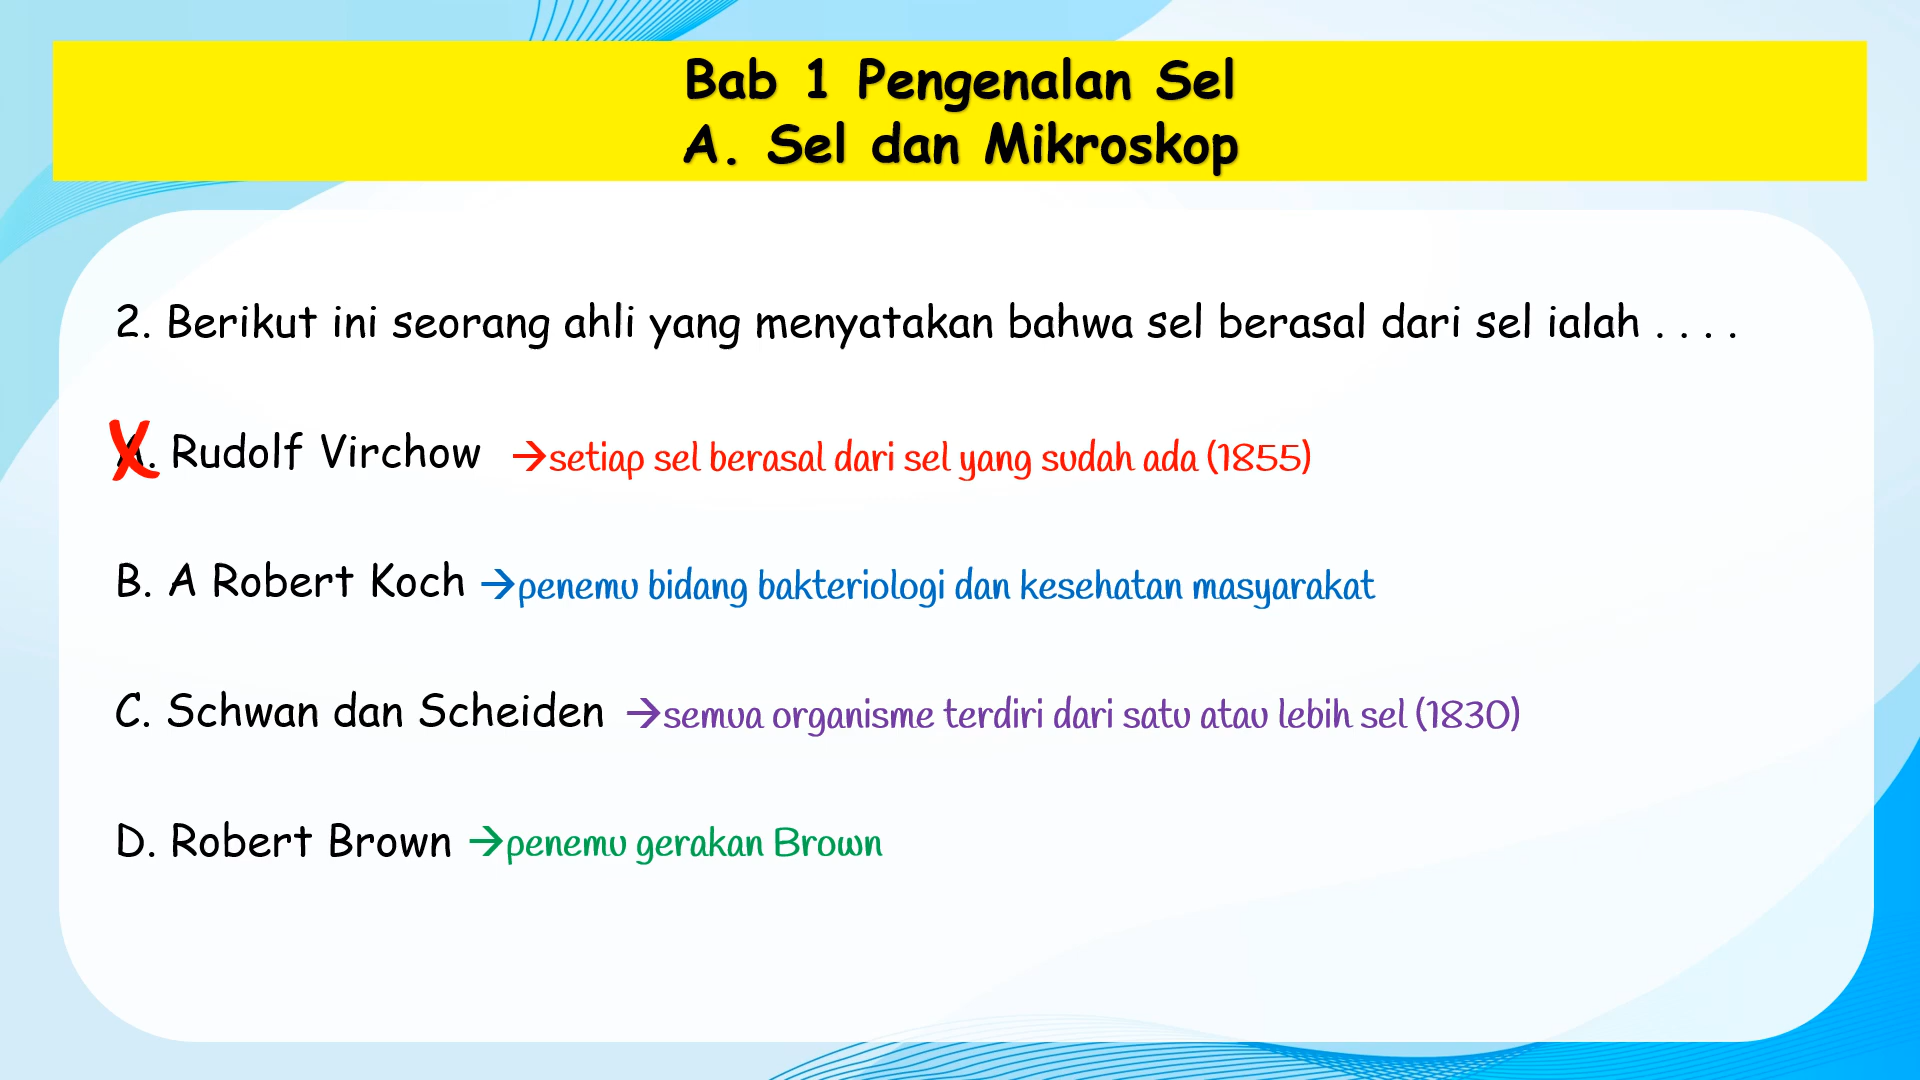 Bab 1 Pengenalan Sel
A. Sel dan Mikroskop
2. Berikut ini seorang ahli yang menyatakan bahwa sel berasal dari sel ialah . . . .
A. Rudolf Virchow →setiap sel berasal dari sel yang sudah ada (1855)
B. A Robert Koch →penemu bidang bakteriologi dan kesehatan masyarakat
C. Schwan dan Scheiden →semua organisme terdiri dari satu atau lebih sel (1830)
D. Robert Brown →penemu gerakan Brown